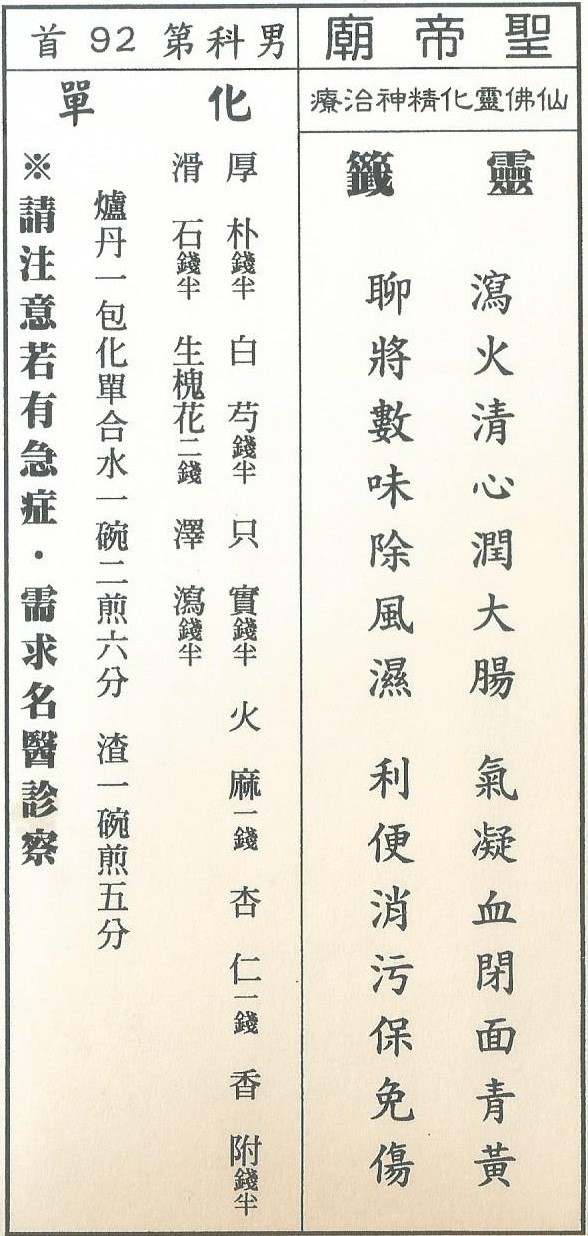 聖帝廟
仙佛靈化精神治療
靈籤
瀉火清心潤大腸 氣凝血閉面青黃
聊將數味除風濕 利便消污保免傷
男科第92首
化單
厚朴錢半 白芍錢半 只實錢半 火麻一錢 杏仁一錢 香附錢半
滑石錢半 生槐花二錢 澤瀉錢半
爐丹一包化單合水一碗二煎六分 渣一碗煎五分
※請注意若有急症．需求名醫診察